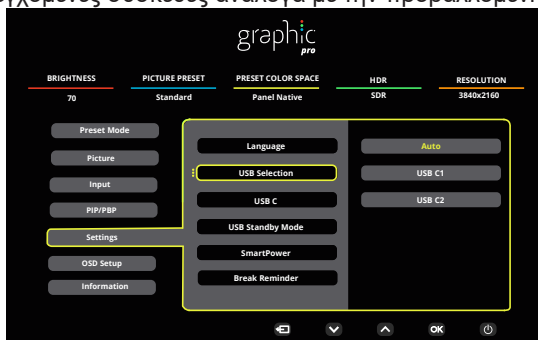 graphic
pro
BRIGHTNESS PICTURE PRESET PRESET COLOR SPACE HDR RESOLUTION
70 Standard Panel Native SDR 3840x2160
Preset Mode
Picture
Input
PIP/PBP
Settings
OSD Setup
Information
Language
USB Selection
USB C
USB Standby Mode
SmartPower
Break Reminder
Auto
USB C1
USB C2
OK